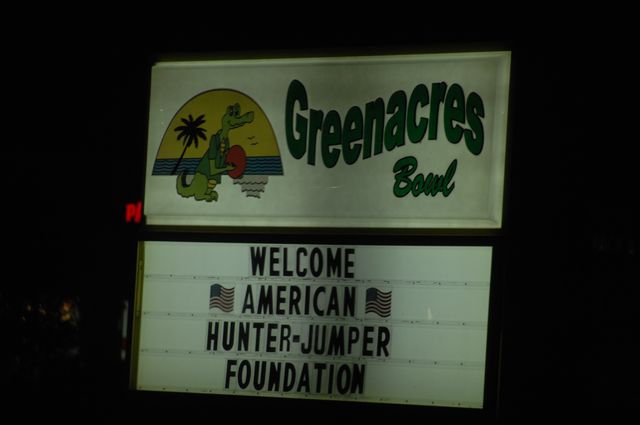 Greenacres
Bowl
WELCOME
AMERICAN
HUNTER-JUMPER
FOUNDATION